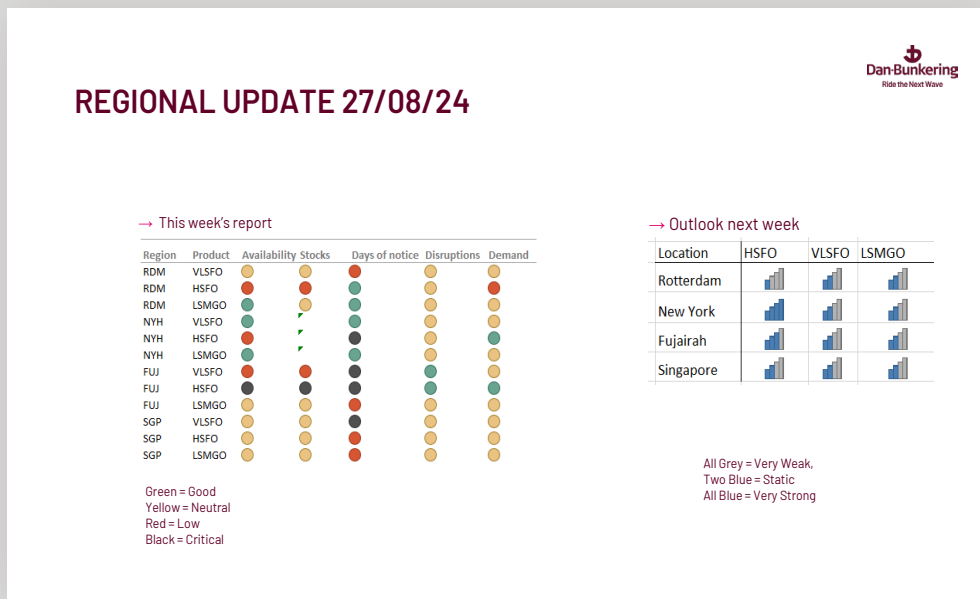 Dan-Bunkering
Ride the Next Wave
REGIONAL UPDATE 27/08/24
→ This week's report
Region Product Availability Stocks Days of notice Disruptions Demand
RDM VLSFO
RDM HSFO
RDM LSMGO
NYH VLSFO
NYH HSFO
NYH LSMGO
FUJ VLSFO
FUJ HSFO
FUJ LSMGO
SGP VLSFO
SGP HSFO
SGP LSMGO
Green = Good
Yellow = Neutral
Red = Low
Black = Critical
→ Outlook next week
Location HSFO VLSFO LSMGO
Rotterdam
New York
Fujairah
Singapore
All Grey = Very Weak,
Two Blue = Static
All Blue = Very Strong